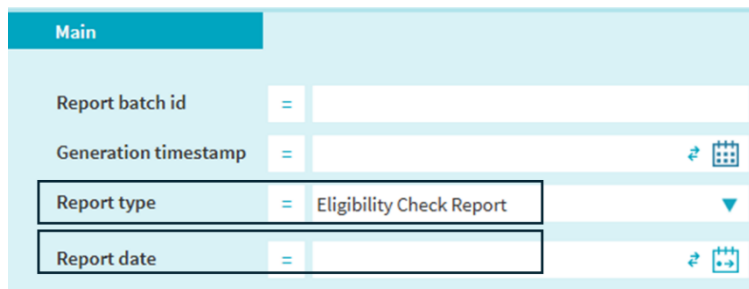 Main
Report batch id =
Generation timestamp =
Report type = Eligibility Check Report
Report date =